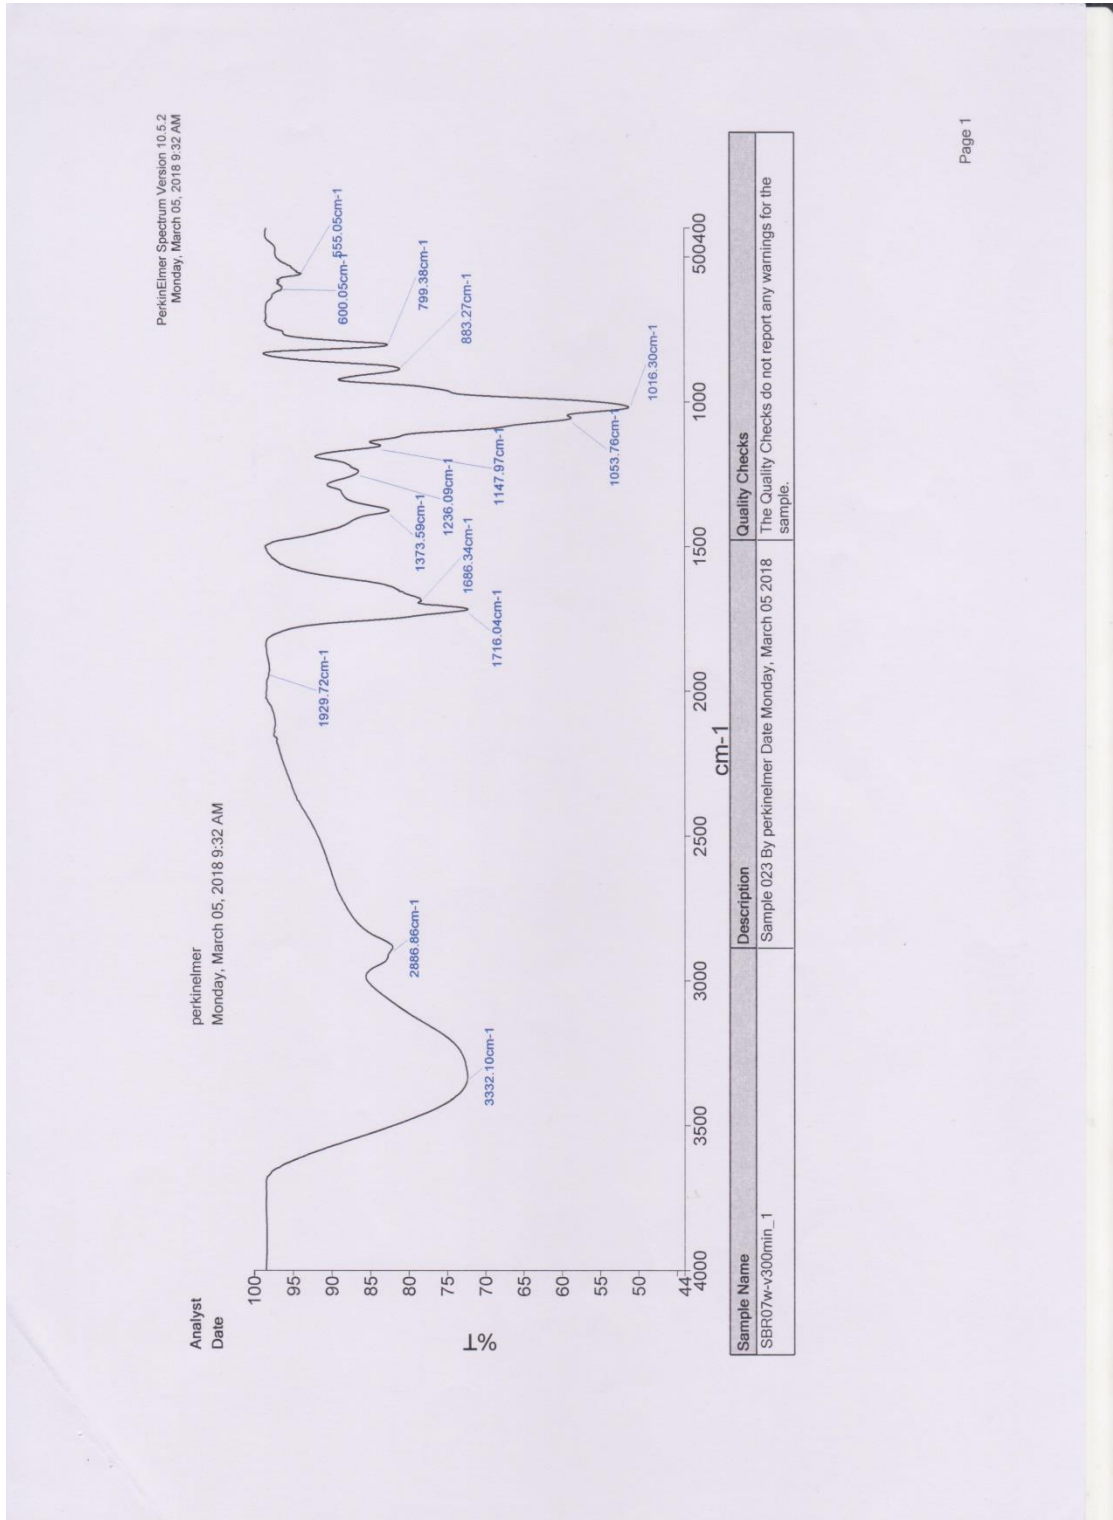 PerkinElmer Spectrum Version 10.5.2
Monday, March 05, 2018 9:32 AM
Analyst perkinelmer
Date Monday, March 05, 2018 9:32 AM
100
95
90
85
80
75
70
65
60
55
50
44
%T
4000 3500 3000 2500 2000 1500 1000 500400
cm-1
3332.10cm-1
2886.86cm-1
1929.72cm-1
1716.04cm-1
1686.34cm-1
1373.59cm-1
1236.09cm-1
1147.97cm-1
1053.76cm-1
1016.30cm-1
883.27cm-1
799.38cm-1
600.05cm-1
555.05cm-1
Sample Name Description Quality Checks
SBR07w-v300min_1 Sample 023 By perkinelmer Date Monday, March 05 2018 The Quality Checks do not report any warnings for the
sample.
Page 1